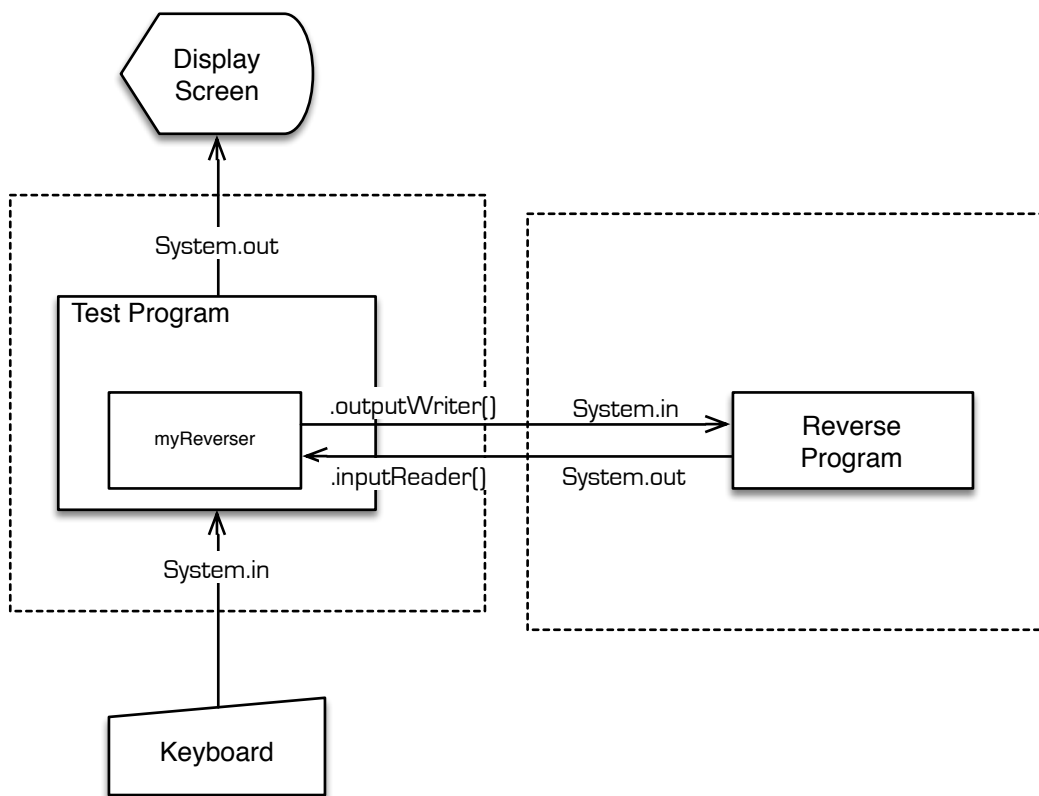 Display
Screen
System.out
Test Program
.outputWriter()
System.in
myReverser
Reverse
Program
.inputReader()
System.out
System.in
Keyboard